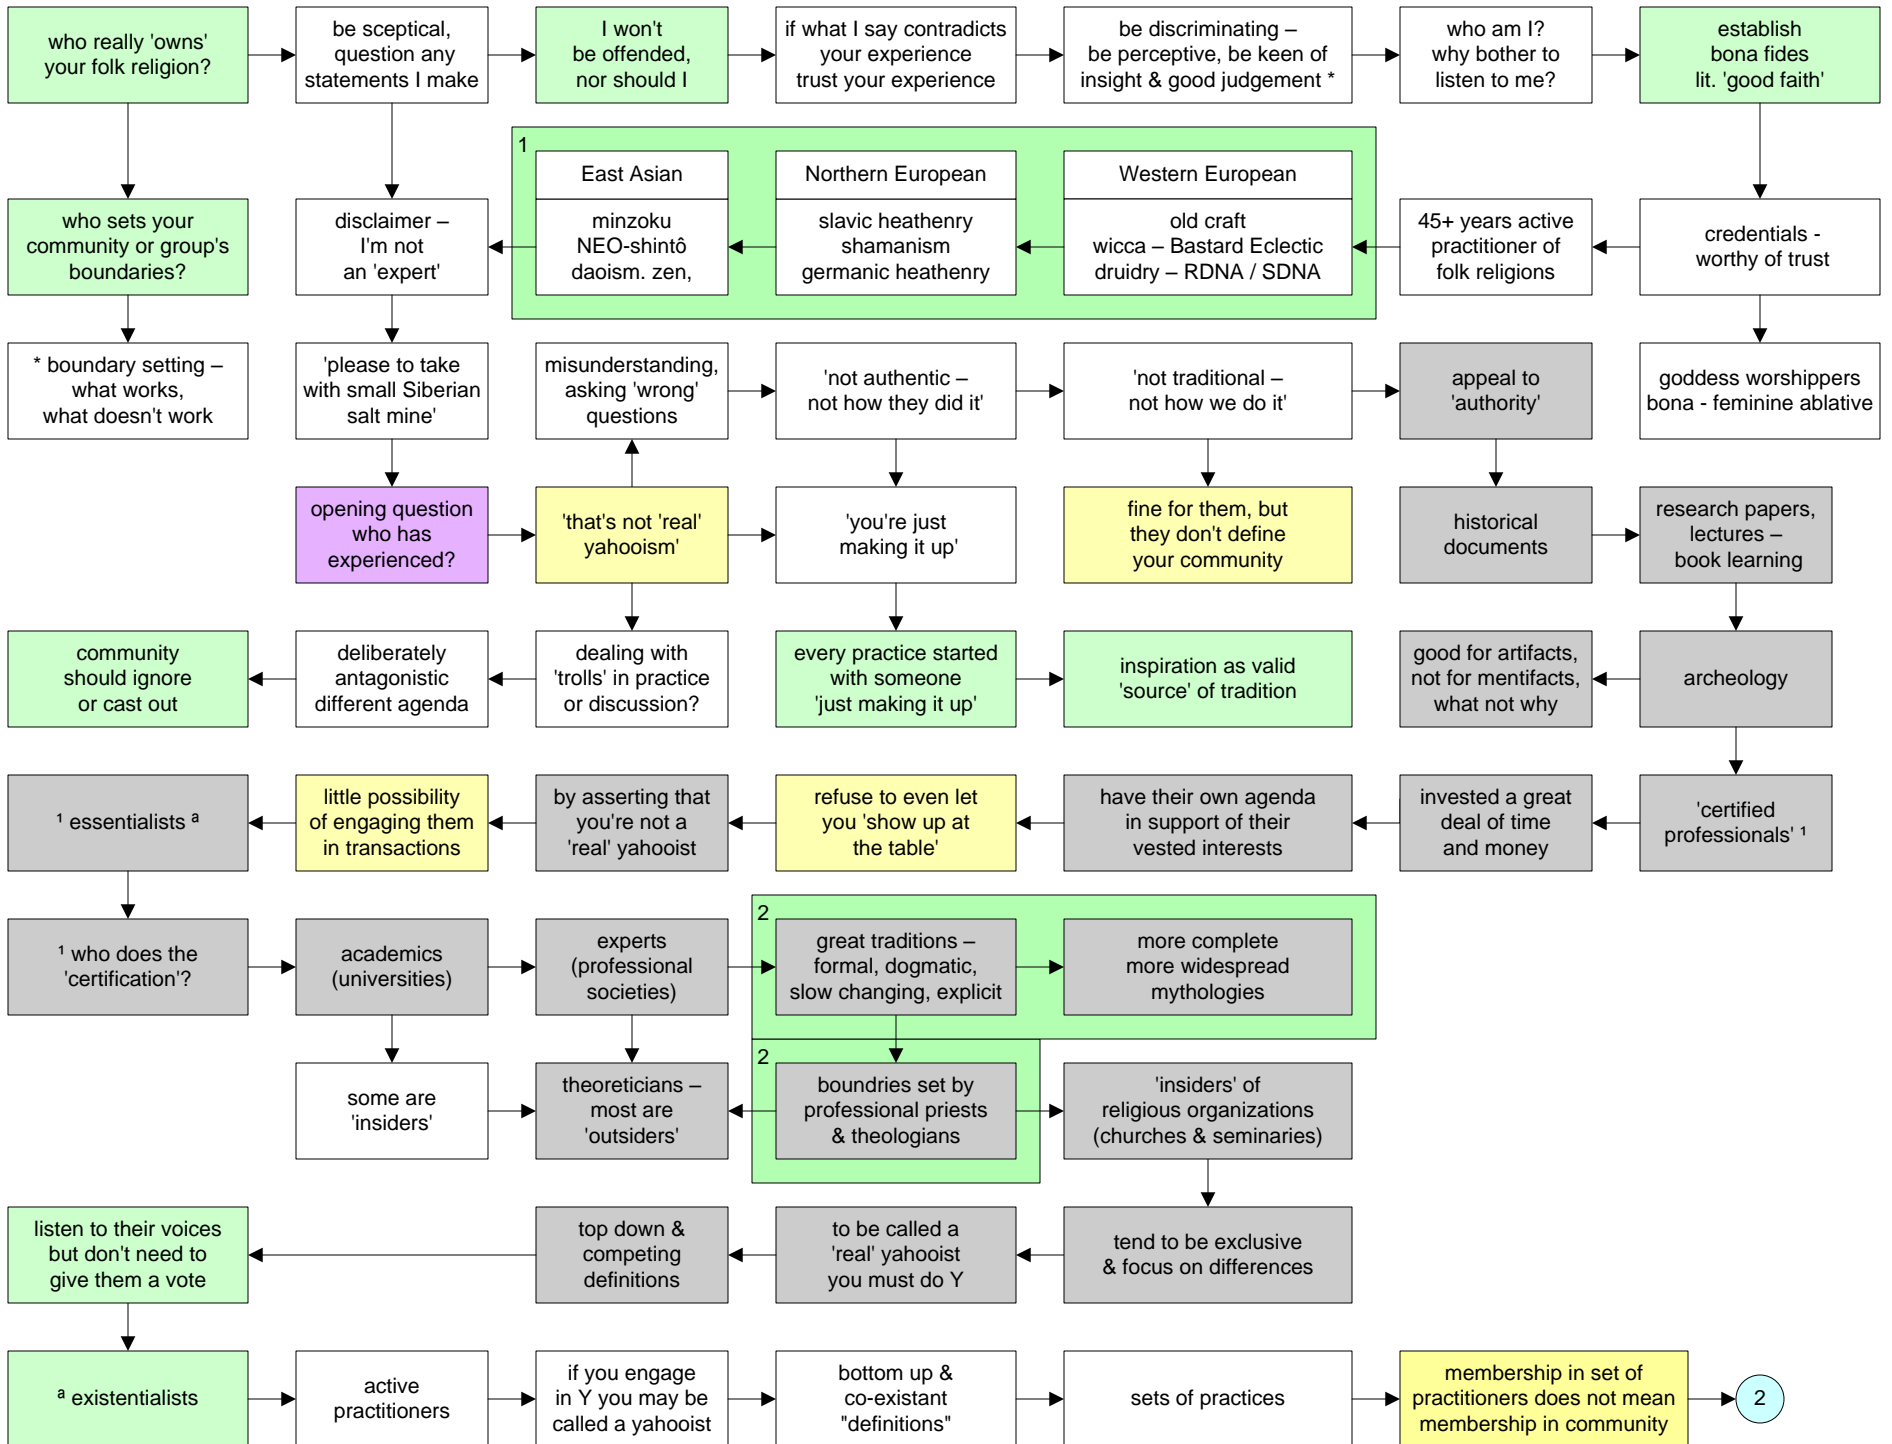 who really 'owns'
your folk religion?
be sceptical,
question any
statements I make
I won't
be offended,
nor should I
if what I say contradicts
your experience
trust your experience
be discriminating –
be perceptive, be keen of
insight & good judgement *
who am I?
why bother to
listen to me?
establish
bona fides
lit. 'good faith'
who sets your
community or group's
boundaries?
disclaimer –
I'm not
an 'expert'
1
East Asian
minzoku
NEO-shintô
daoism. zen,
Northern European
slavic heathenry
shamanism
germanic heathenry
Western European
old craft
wicca – Bastard Eclectic
druidry – RDNA / SDNA
45+ years active
practitioner of
folk religions
credentials -
worthy of trust
* boundary setting –
what works,
what doesn't work
'please to take
with small Siberian
salt mine'
misunderstanding,
asking 'wrong'
questions
'not authentic –
not how they did it'
'not traditional –
not how we do it'
appeal to
'authority'
goddess worshippers
bona - feminine ablative
opening question
who has
experienced?
'that's not 'real'
yahooism'
'you're just
making it up'
fine for them, but
they don't define
your community
historical
documents
research papers,
lectures –
book learning
community
should ignore
or cast out
deliberately
antagonistic
different agenda
dealing with
'trolls' in practice
or discussion?
every practice started
with someone
'just making it up'
inspiration as valid
'source' of tradition
good for artifacts,
not for mentifacts,
what not why
archeology
¹ essentialists ª
little possibility
of engaging them
in transactions
by asserting that
you're not a
'real' yahooist
refuse to even let
you 'show up at
the table'
have their own agenda
in support of their
vested interests
invested a great
deal of time
and money
'certified
professionals' ¹
¹ who does the
'certification'?
academics
(universities)
experts
(professional
societies)
2
great traditions –
formal, dogmatic,
slow changing, explicit
more complete
more widespread
mythologies
some are
'insiders'
theoreticians –
most are
'outsiders'
2
boundries set by
professional priests
& theologians
'insiders' of
religious organizations
(churches & seminaries)
listen to their voices
but don't need to
give them a vote
top down &
competing
definitions
to be called a
'real' yahooist
you must do Y
tend to be exclusive
& focus on differences
ª existentialists
active
practitioners
if you engage
in Y you may be
called a yahooist
bottom up &
co-existant
"definitions"
sets of practices
membership in set of
practitioners does not mean
membership in community
2